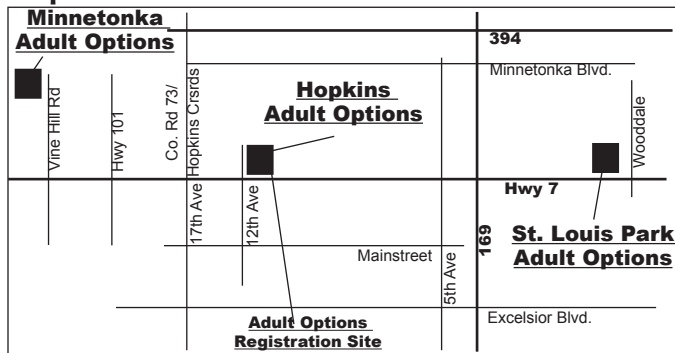 Minnetonka
Adult Options
394
Minnetonka Blvd.
Vine Hill Rd
Hwy 101
Co. Rd 73/
17th Ave Hopkins Crsrds
12th Ave
Hopkins
Adult Options
Wooddale
Hwy 7
169
St. Louis Park
Adult Options
Mainstreet
5th Ave
Excelsior Blvd.
Adult Options
Registration Site